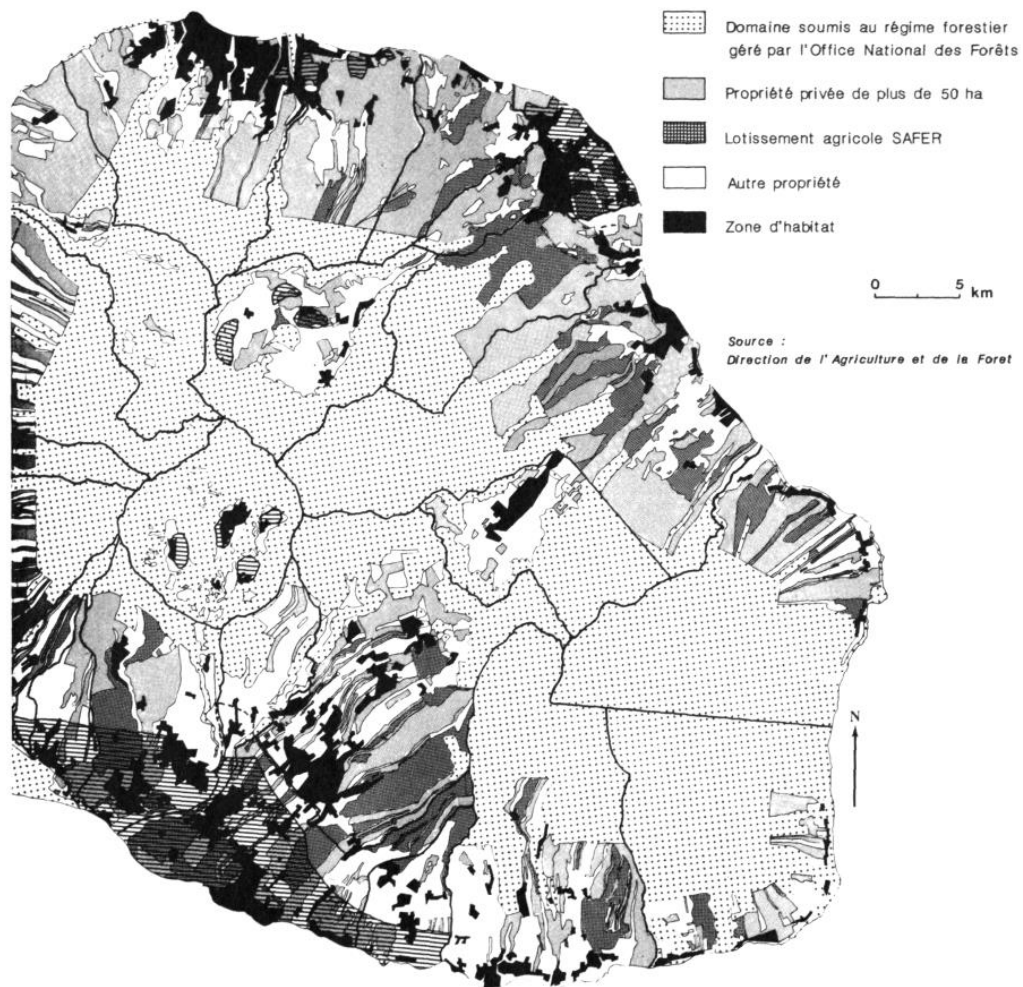 Domaine soumis au régime forestier
géré par l'Office National des Forêts
Propriété privée de plus de 50 ha
Lotissement agricole SAFER
Autre propriété
Zone d'habitat
0 5 km
Source :
Direction de l'Agriculture et de la Foret
N